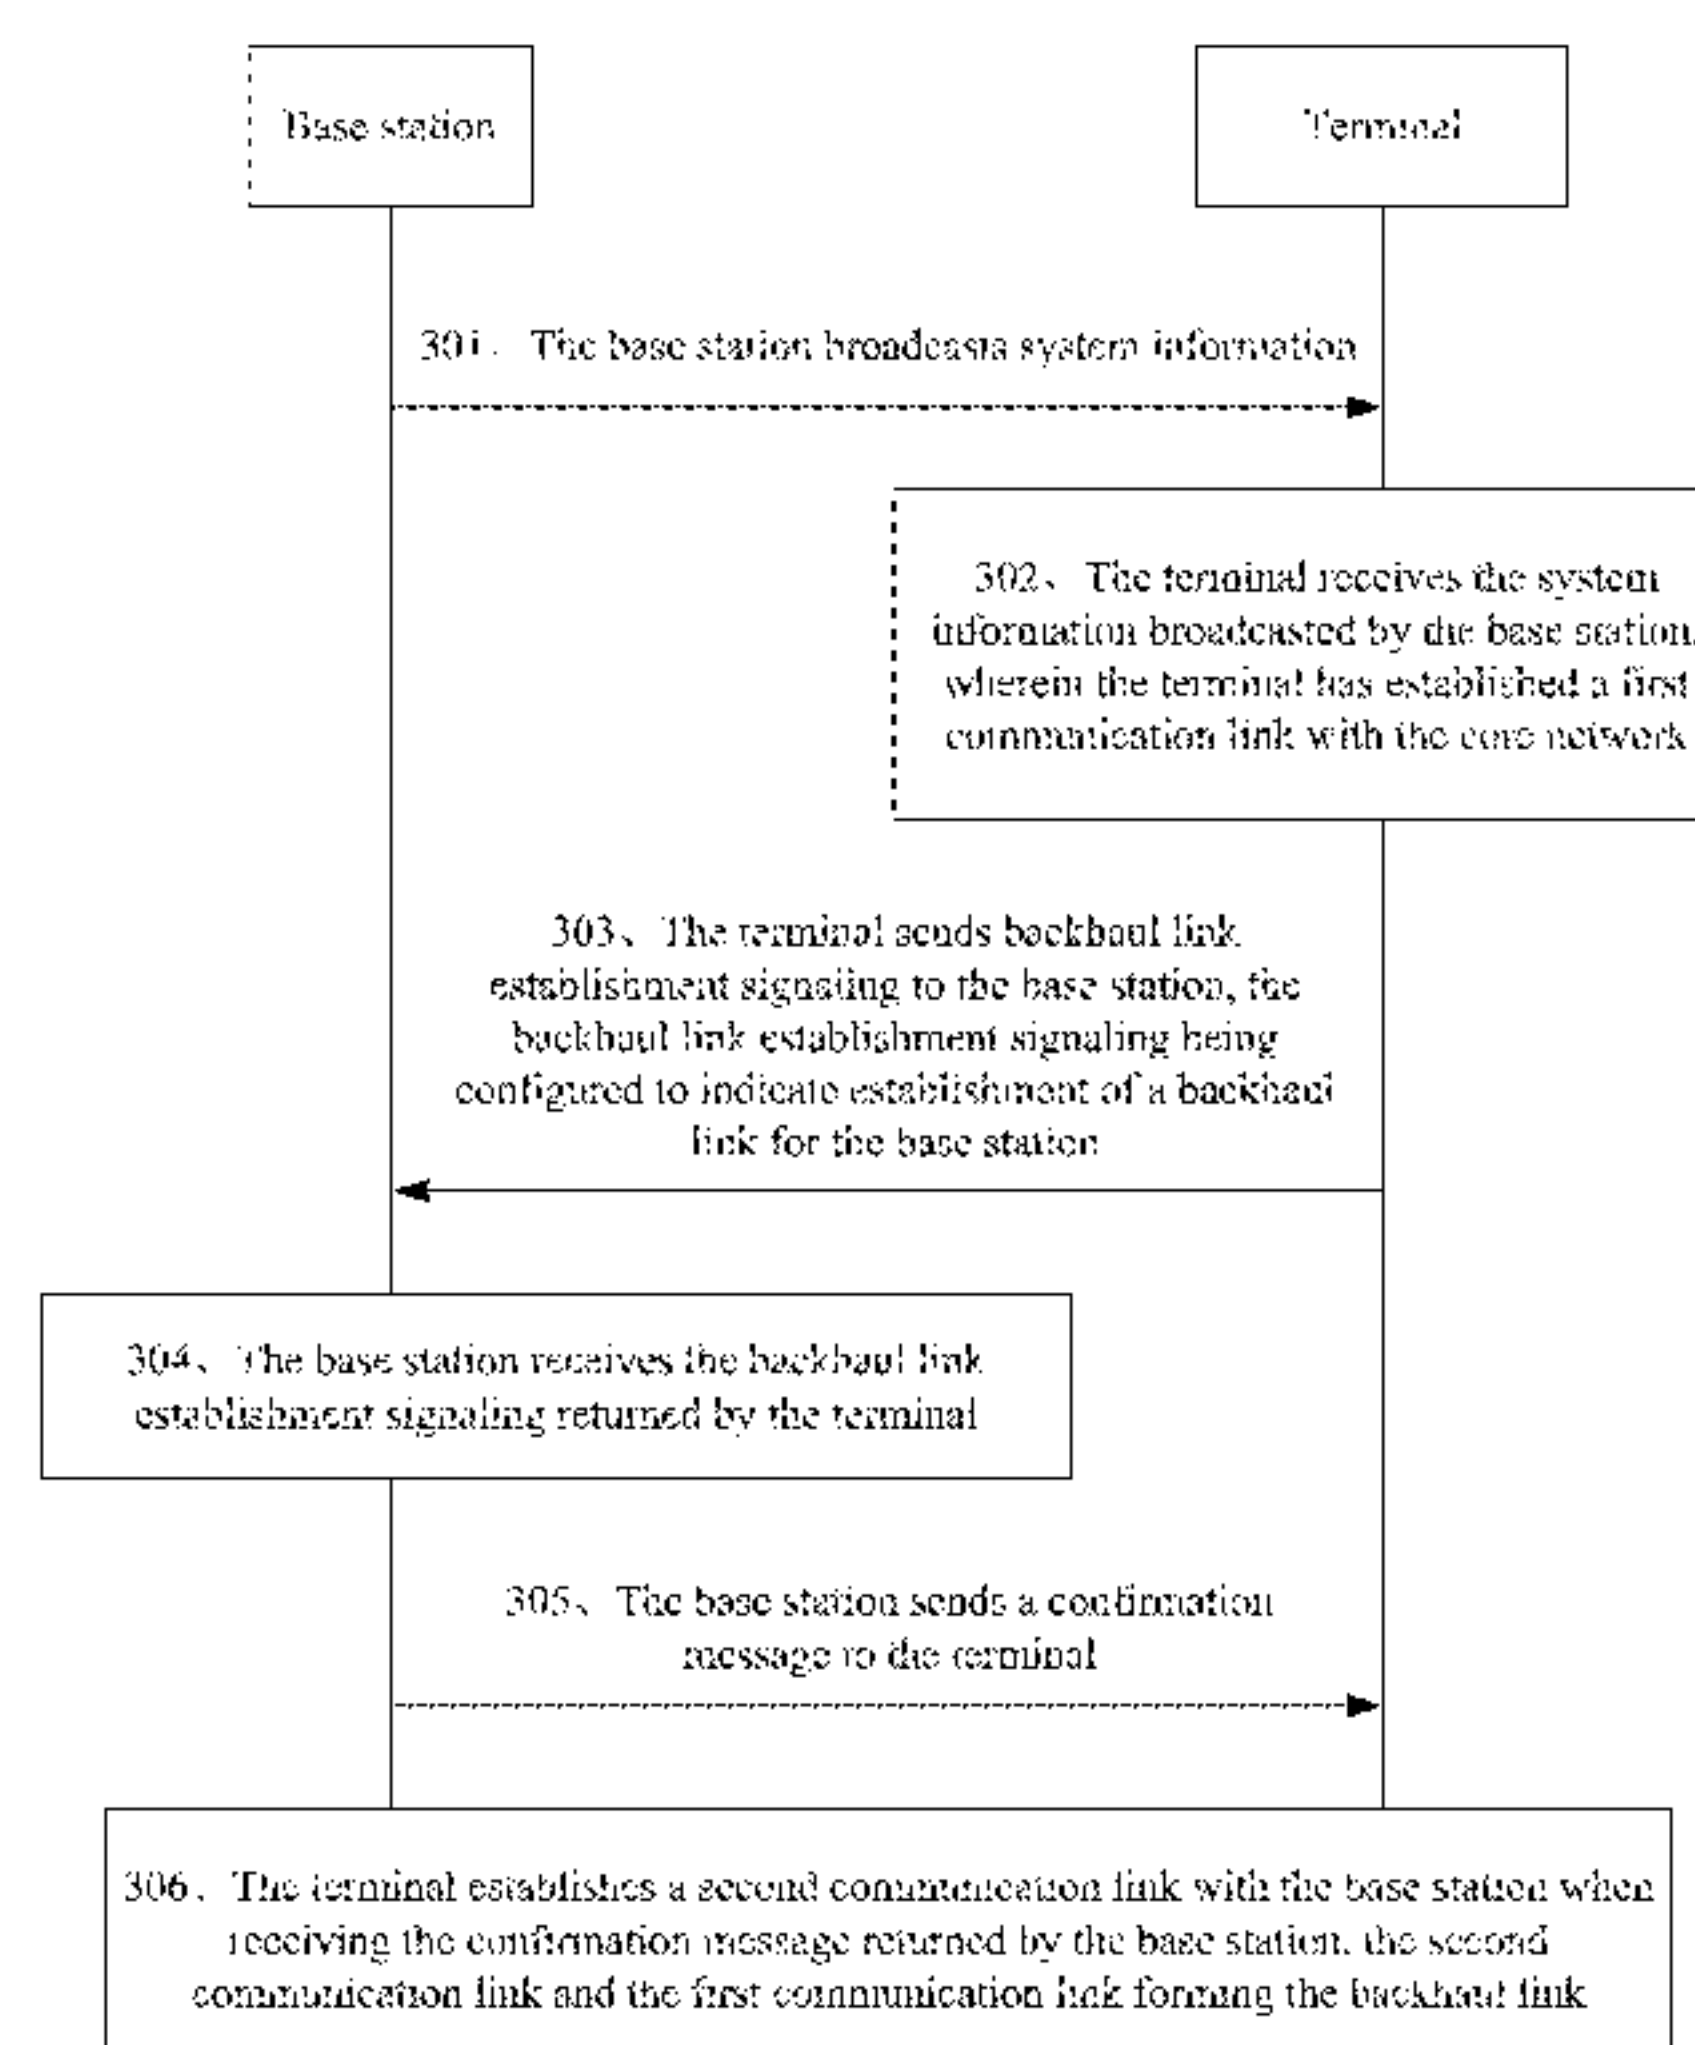 Base station
Terminal
301、 The base station broadcasts system information
302、 The terminal receives the system
information broadcasted by the base station,
wherein the terminal has established a first
communication link with the core network
303、 The terminal sends backhaul link
establishment signaling to the base station, the
backhaul link establishment signaling being
configured to indicate establishment of a backhaul
link for the base station
304、 The base station receives the backhaul link
establishment signaling returned by the terminal
305、 The base station sends a confirmation
message to the terminal
306、 The terminal establishes a second communication link with the base station when
receiving the confirmation message returned by the base station, the second
communication link and the first communication link forming the backhaul link